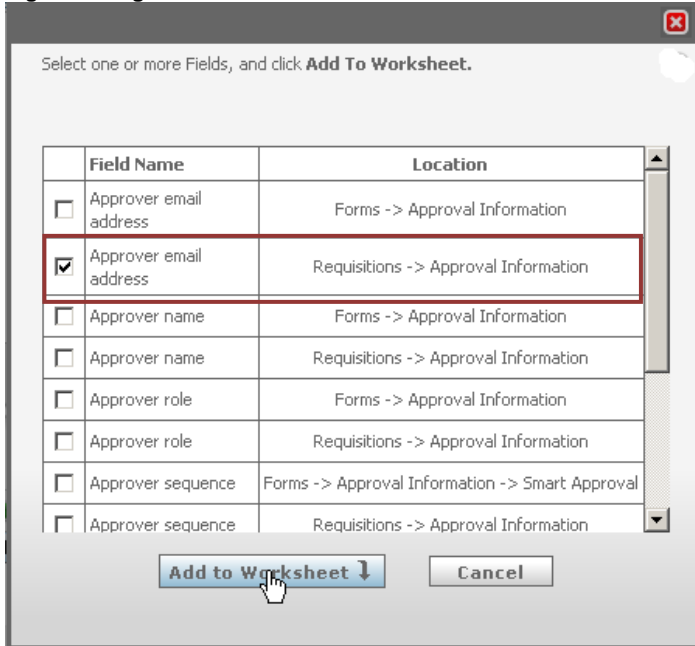 Select one or more Fields, and click Add To Worksheet.
Field Name Location
Approver email
address
Forms -> Approval Information
Approver email
address
Requisitions -> Approval Information
Approver name Forms -> Approval Information
Approver name Requisitions -> Approval Information
Approver role Forms -> Approval Information
Approver role Requisitions -> Approval Information
Approver sequence Forms -> Approval Information -> Smart Approval
Approver sequence Requisitions -> Approval Information
Add to Worksheet Cancel